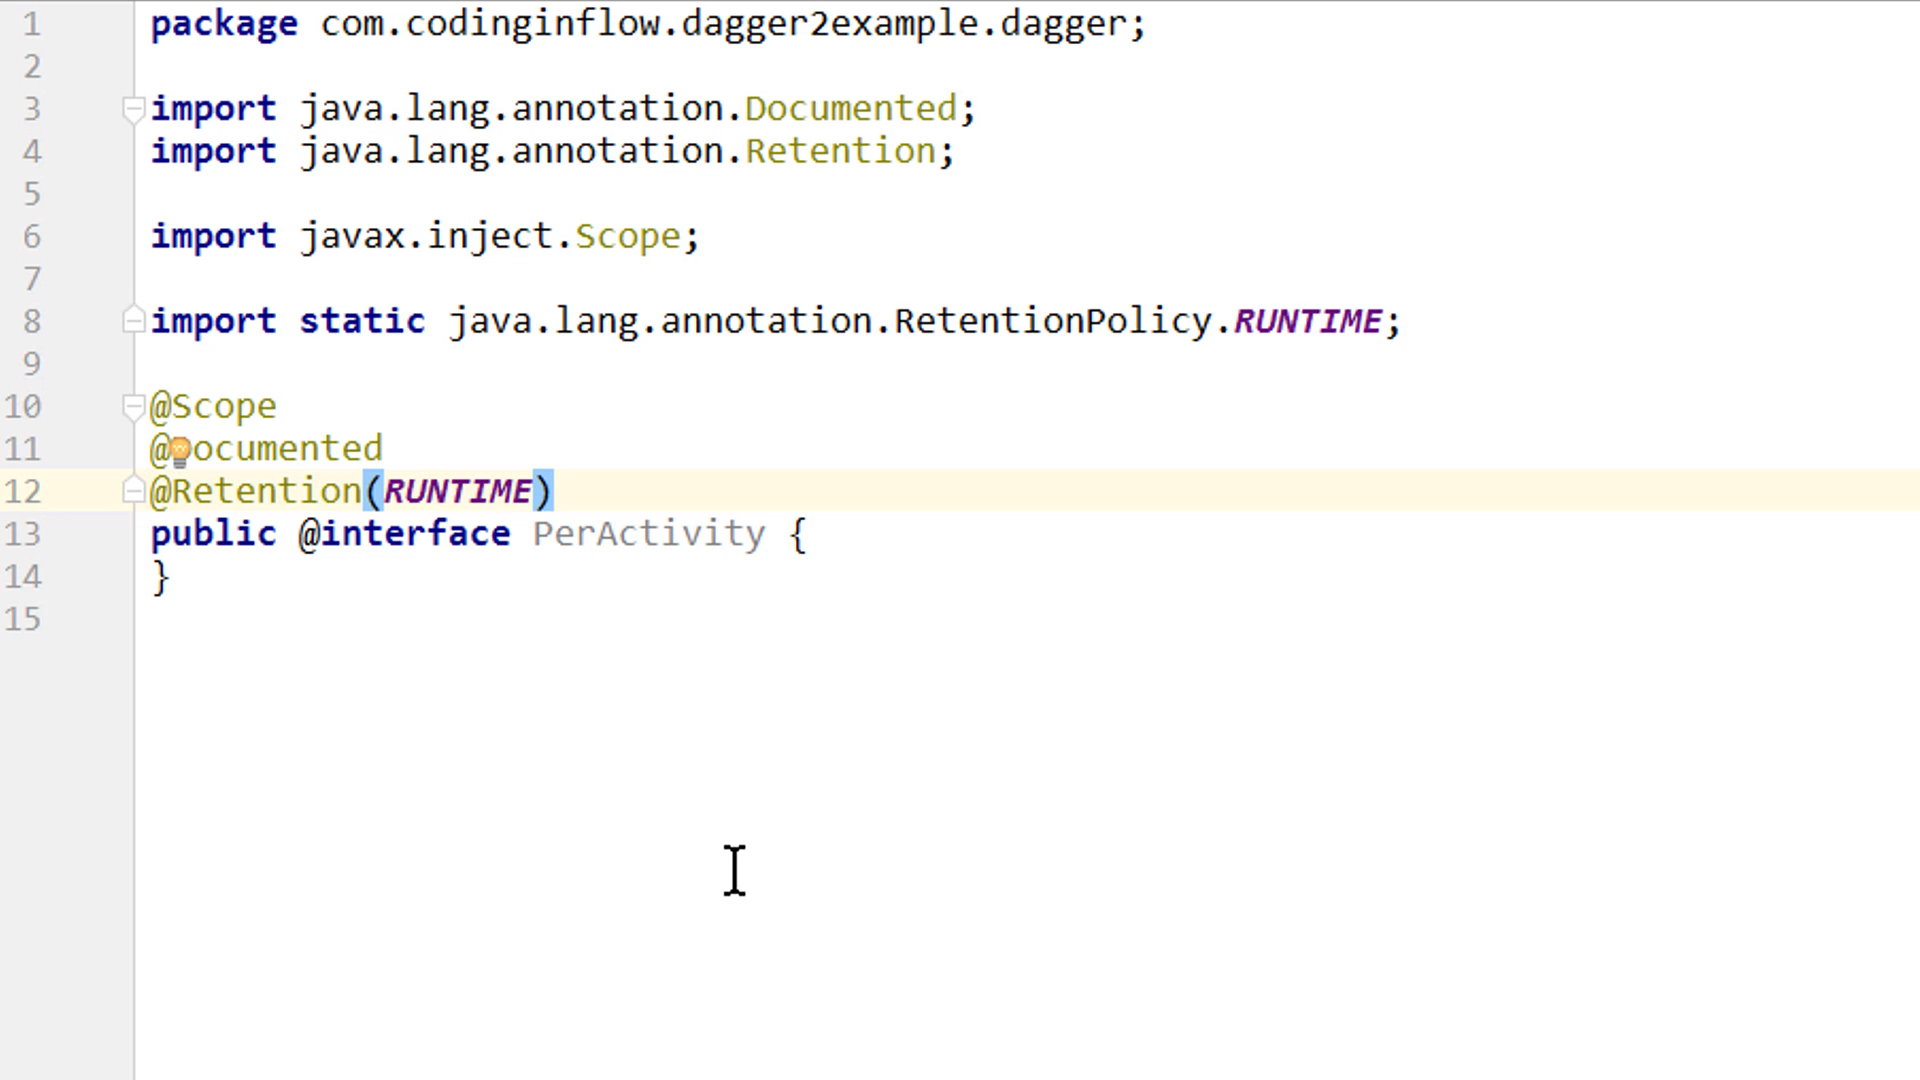 1 package com.codinginflow.dagger2example.dagger;
2
3 import java.lang.annotation.Documented;
4 import java.lang.annotation.Retention;
5
6 import javax.inject.Scope;
7
8 import static java.lang.annotation.RetentionPolicy.RUNTIME;
9
10 @Scope
11 @ocumented
12 @Retention(RUNTIME)
13 public @interface PerActivity {
14 }
15